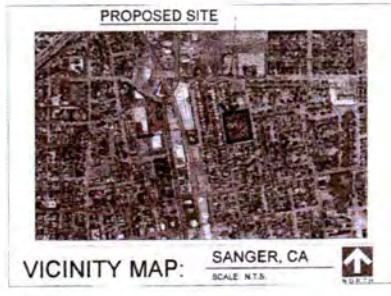 PROPOSED SITE
VICINITY MAP:
SANGER, CA
SCALE: N.T.S.
NORTH